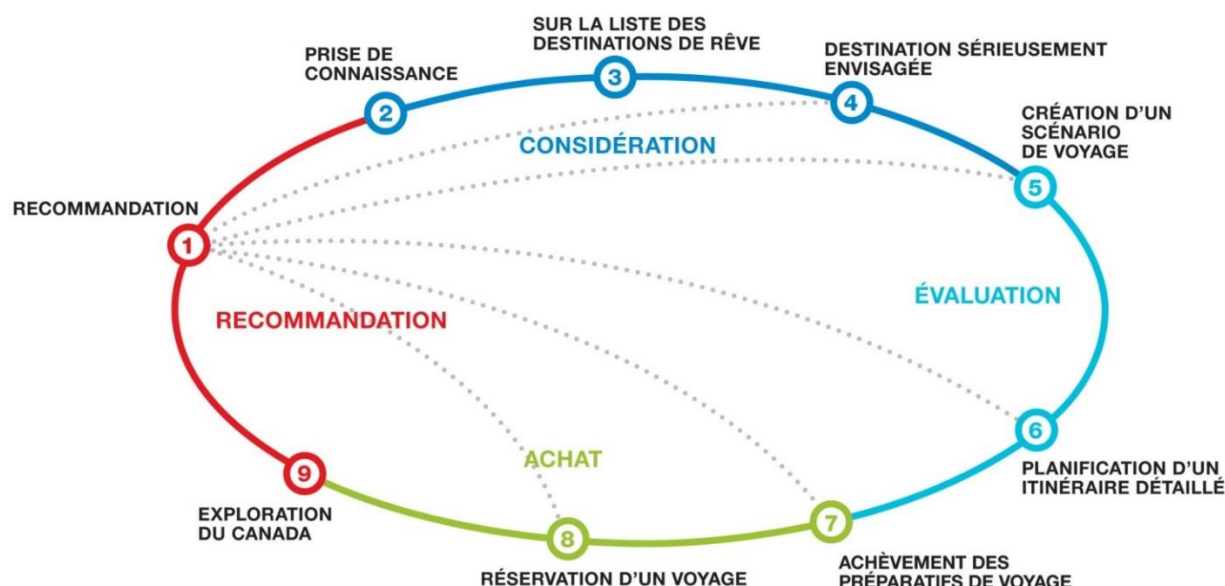 SUR LA LISTE DES
DESTINATIONS DE RÊVE
PRISE DE
CONNAISSANCE
DESTINATION SÉRIEUSEMENT
ENVISAGÉE
3
2
4
CRÉATION D'UN
SCÉNARIO
DE VOYAGE
CONSIDÉRATION
5
RECOMMANDATION
1
ÉVALUATION
RECOMMANDATION
6
ACHAT
9
PLANIFICATION D'UN
ITINÉRAIRE DÉTAILLÉ
EXPLORATION
DU CANADA
7
8
ACHÈVEMENT DES
PRÉPARATIFS DE VOYAGE
RÉSERVATION D'UN VOYAGE